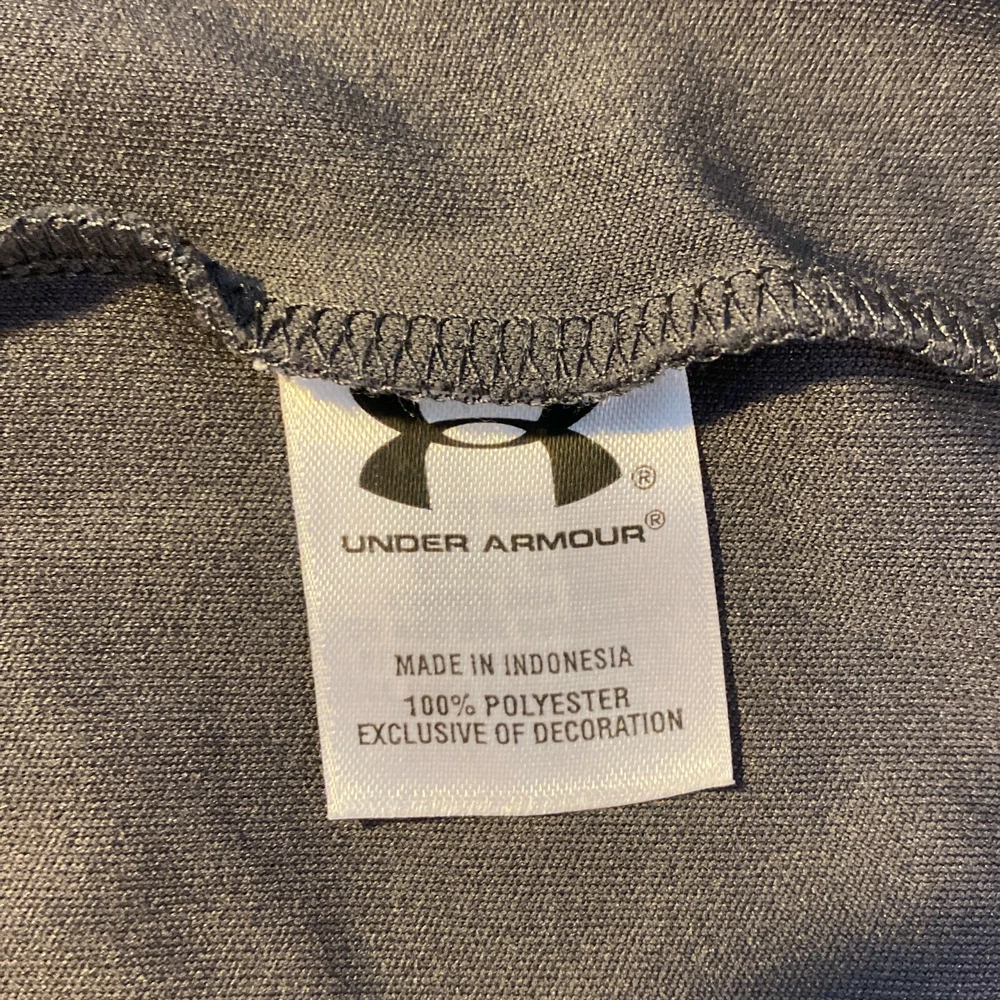 ®
UNDER ARMOUR®
MADE IN INDONESIA
100% POLYESTER
EXCLUSIVE OF DECORATION